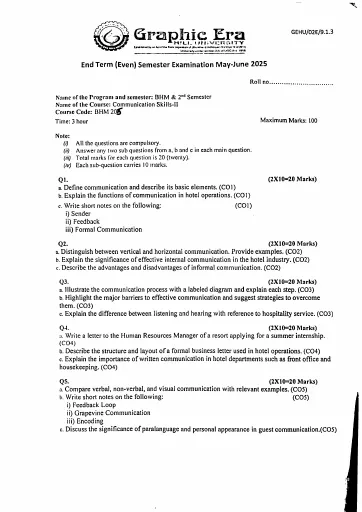 GEHU/02E/9.1.3
Graphic Era
HILL UNIVERSITY
End Term (Even) Semester Examination May-June 2025
Roll no..............................
Name of the Program and semester: BHM & 2nd Semester
Name of the Course: Communication Skills-II
Course Code: BHM
Time: 3 hour Maximum Marks: 100
Note:
(i) All the questions are compulsory.
(ii) Answer any two sub questions from a, b and c in each main question.
(iii) Total marks for each question is 20 (twenty).
(iv) Each sub-question carries 10 marks.
Q1. (2X10=20 Marks)
a. Define communication and describe its basic elements. (CO1)
b. Explain the functions of communication in hotel operations. (CO1)
c. Write short notes on the following: (CO1)
i) Sender
ii) Feedback
iii) Formal Communication
Q2. (2X10=20 Marks)
a. Distinguish between vertical and horizontal communication. Provide examples. (CO2)
b. Explain the significance of effective internal communication in the hotel industry. (CO2)
c. Describe the advantages and disadvantages of informal communication. (CO2)
Q3. (2X10=20 Marks)
a. Illustrate the communication process with a labeled diagram and explain each step. (CO3)
b. Highlight the major barriers to effective communication and suggest strategies to overcome
them. (CO3)
c. Explain the difference between listening and hearing with reference to hospitality service. (CO3)
Q4. (2X10=20 Marks)
a. Write a letter to the Human Resources Manager of a resort applying for a summer internship.
(CO4)
b. Describe the structure and layout of a formal business letter used in hotel operations. (CO4)
c. Explain the importance of written communication in hotel departments such as front office and
housekeeping. (CO4)
Q5. (2X10=20 Marks)
a. Compare verbal, non-verbal, and visual communication with relevant examples. (CO5)
b. Write short notes on the following: (CO5)
i) Feedback Loop
ii) Grapevine Communication
iii) Encoding
c. Discuss the significance of paralanguage and personal appearance in guest communication.(CO5)